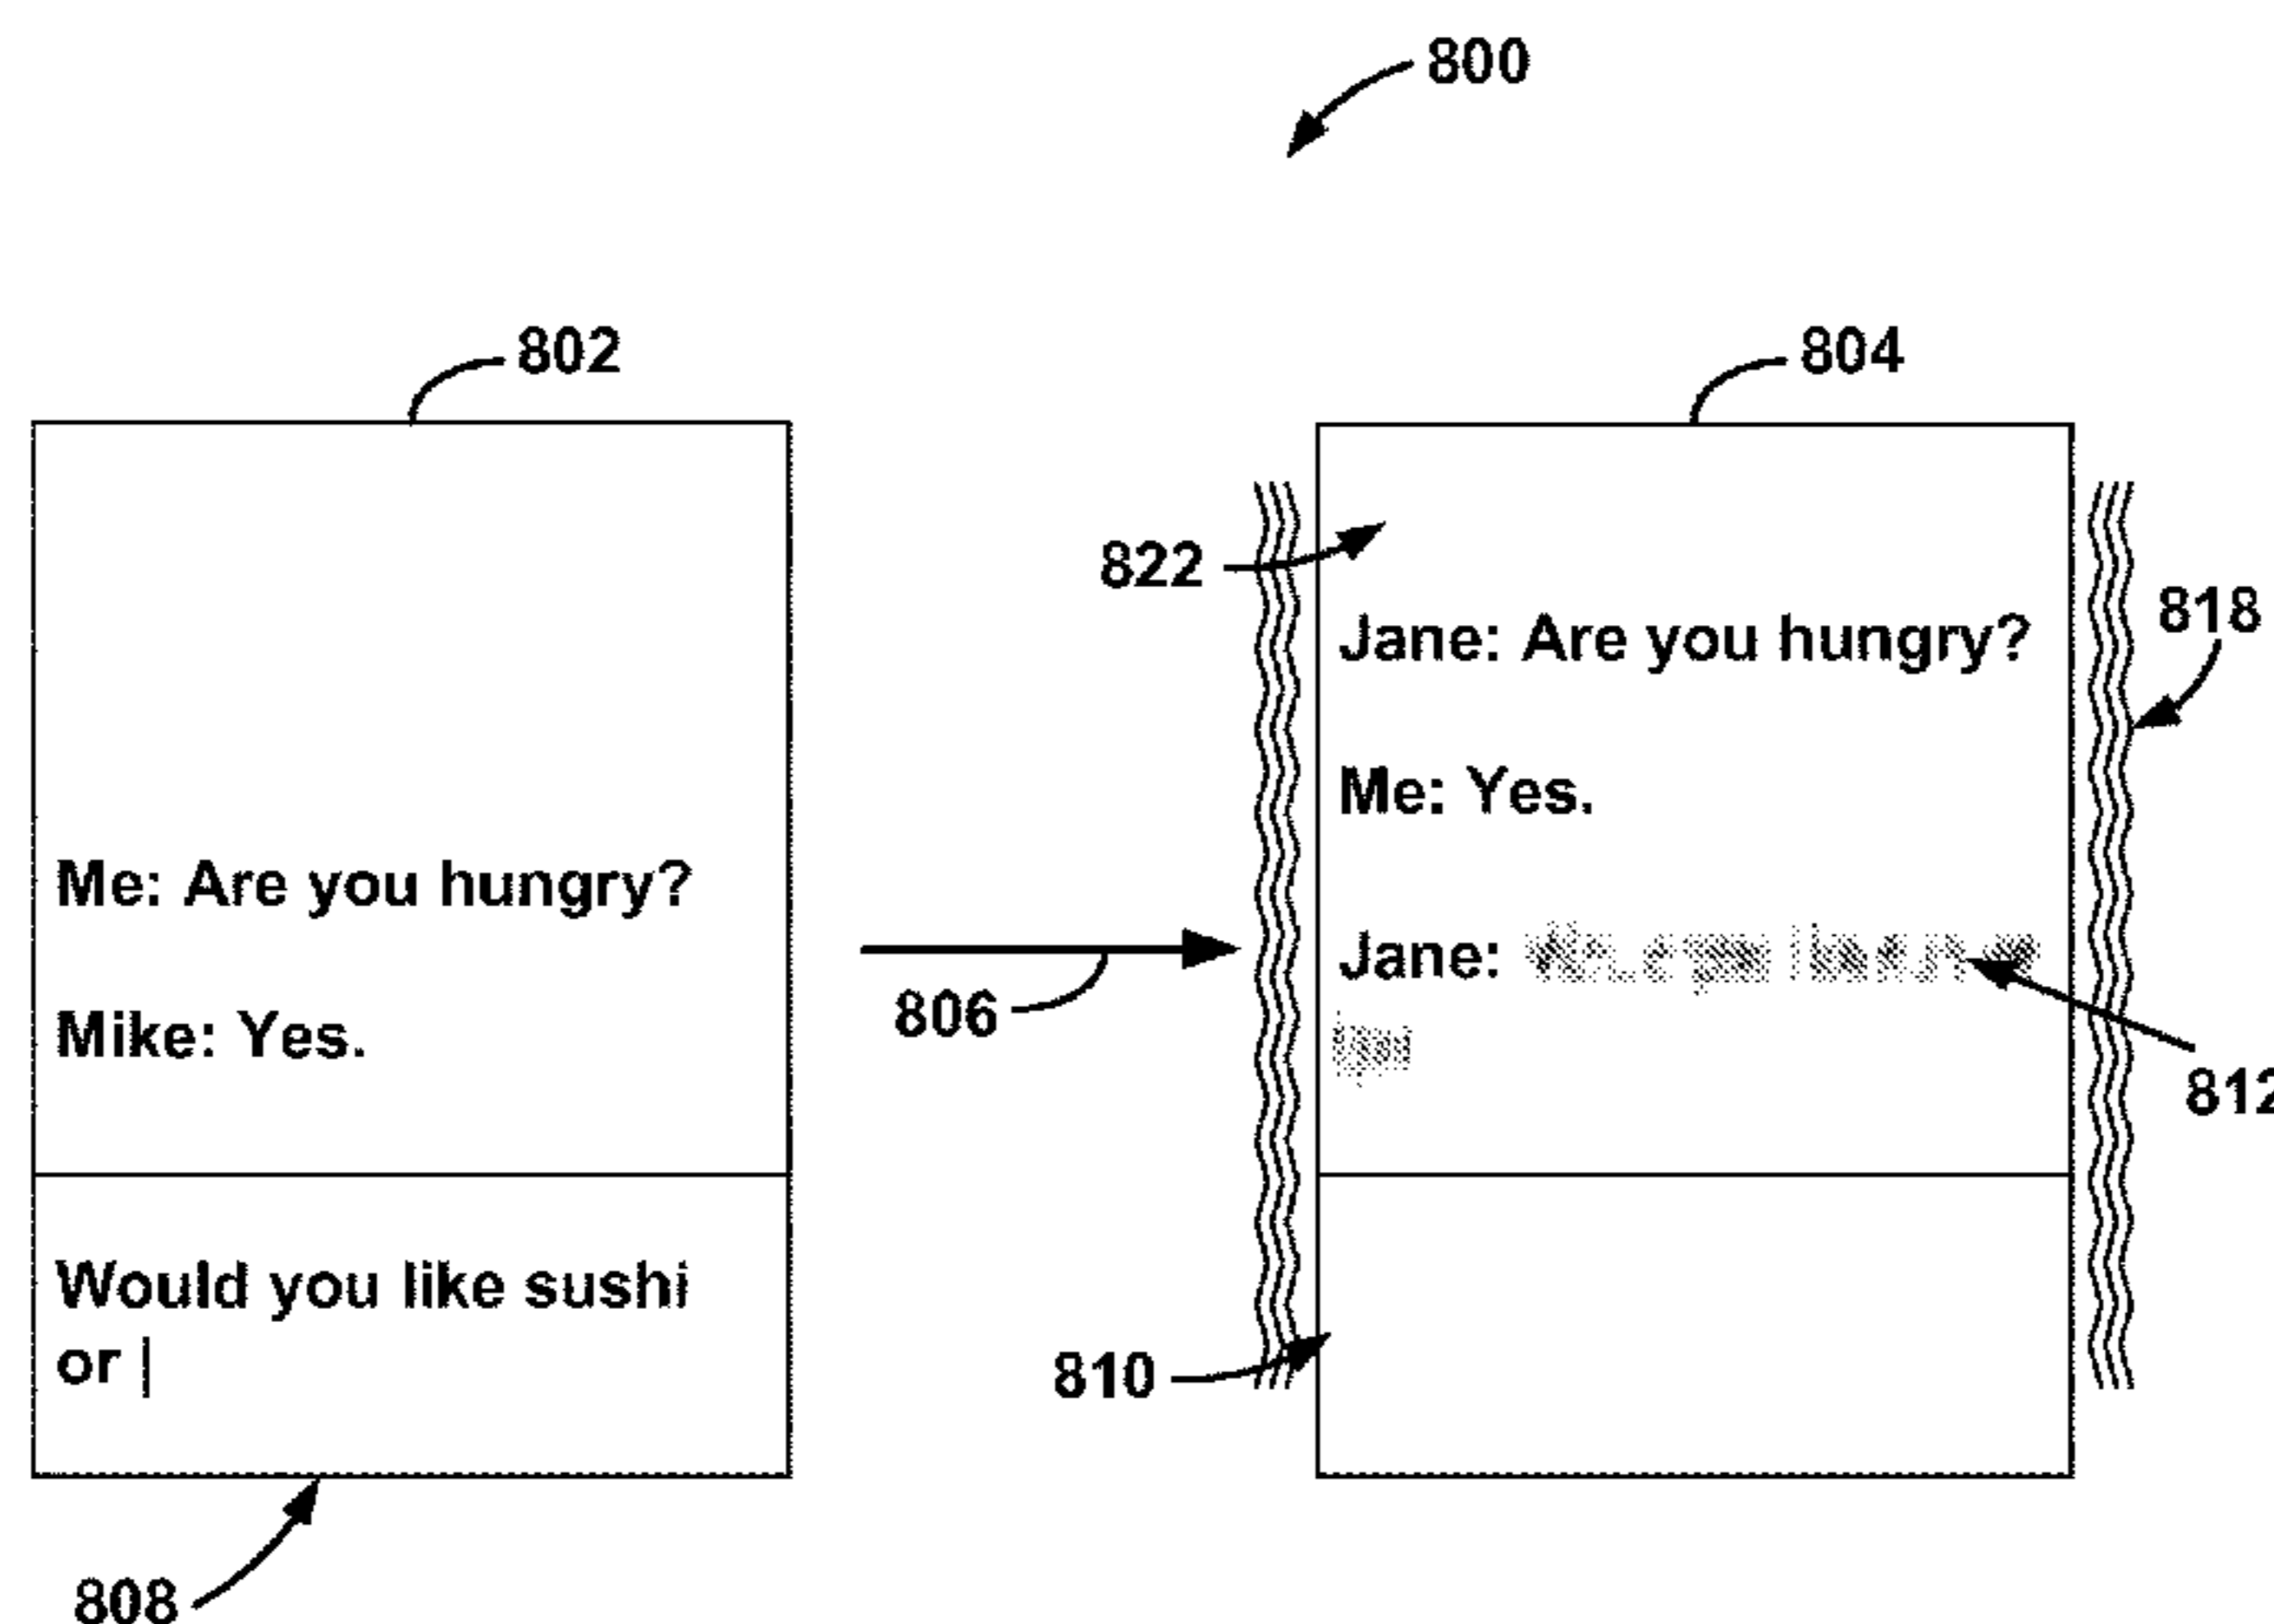 800
802
804
822
818
Jane: Are you hungry?
Me: Yes.
Me: Are you hungry?
Jane:
806
Mike: Yes.
812
Would you like sushi
or
810
808